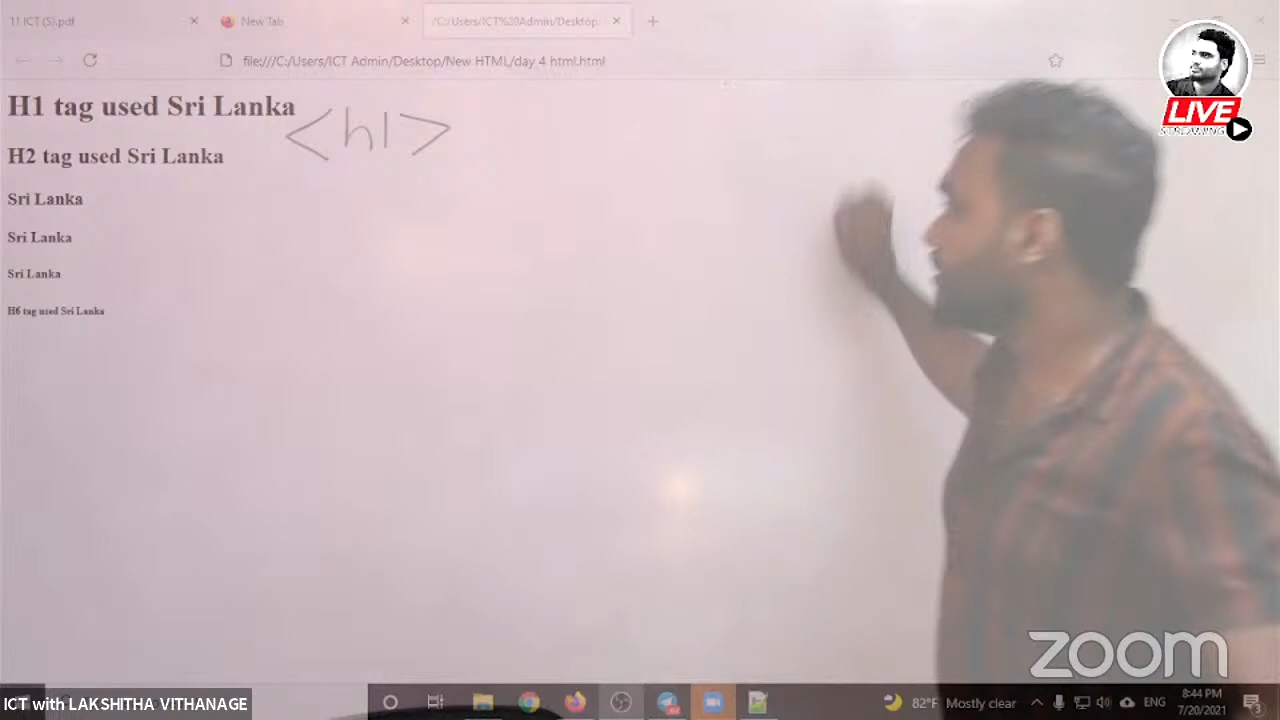 11 ICT (5).pdf
New Tab
/C:/Users/ICT%20Admin/Desktop
file:///C:/Users/ICT Admin/Desktop/New HTML/day 4 html.html
LIVE
STREAMING
H1 tag used Sri Lanka
<h1>
H2 tag used Sri Lanka
Sri Lanka
Sri Lanka
Sri Lanka
H6 tag used Sri Lanka
zoom
ICT with LAKSHITHA VITHANAGE
82°F Mostly clear
ENG
8:44 PM
7/20/2021
3